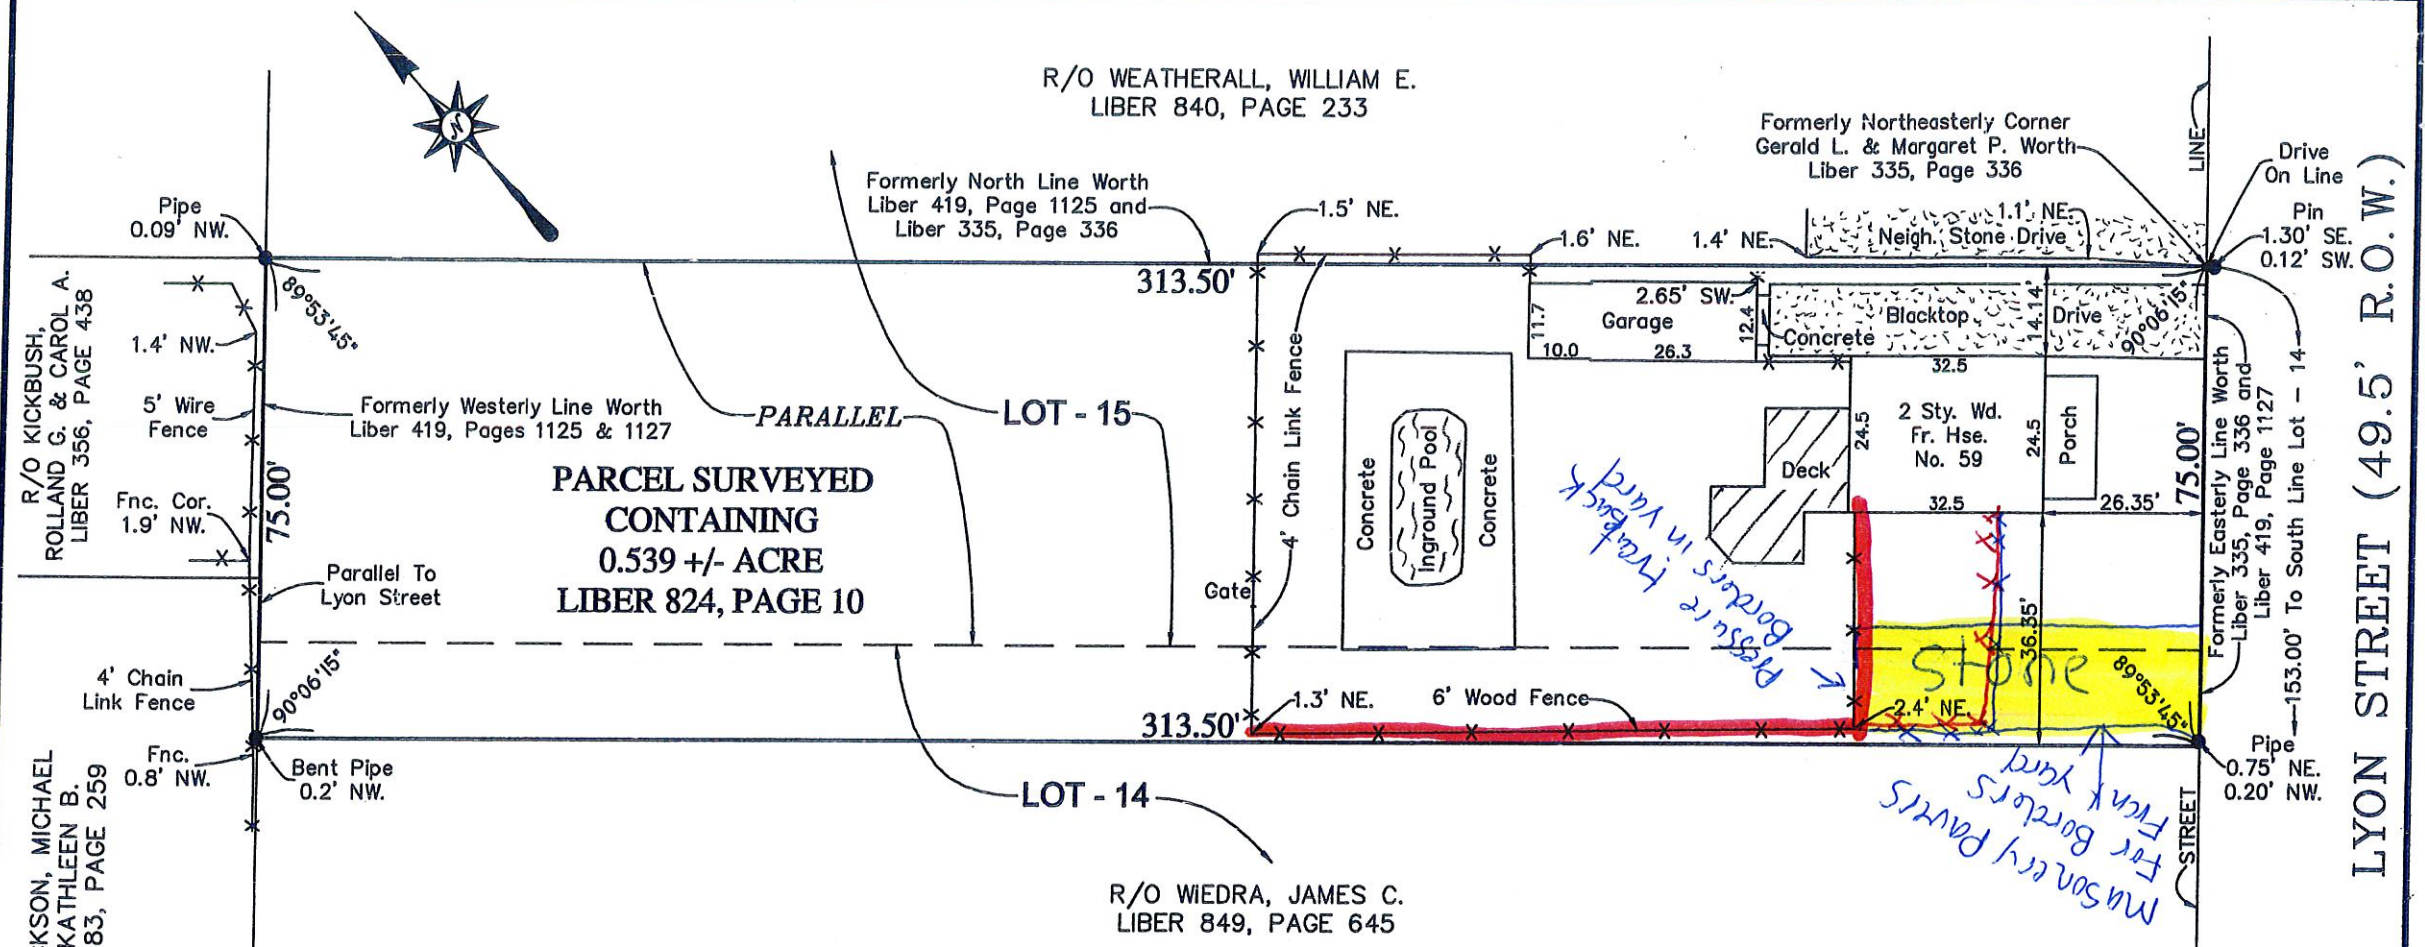 R/O WEATHERALL, WILLIAM E.
LIBER 840, PAGE 233
N
Pipe
0.09' NW.
Formerly North Line Worth
Liber 419, Page 1125 and
Liber 335, Page 336
1.5' NE.
1.6' NE.
1.4' NE.
Formerly Northeasterly Corner
Gerald L. & Margaret P. Worth
Liber 335, Page 336
LINE
Drive
On Line
Pin
1.30' SE.
0.12' SW.
1.1' NE.
Neigh. Stone Drive
313.50'
R/O KICKBUSH,
ROLLAND G. & CAROL A.
LIBER 356, PAGE 438
89°53'45"
1.4' NW.
5' Wire
Fence
Formerly Westerly Line Worth
Liber 419, Pages 1125 & 1127
Fnc. Cor.
1.9' NW.
75.00'
Parallel To
Lyon Street
PARALLEL
LOT - 15
PARCEL SURVEYED
CONTAINING
0.539 +/- ACRE
LIBER 824, PAGE 10
4' Chain Link Fence
Gate
Concrete
Inground Pool
Concrete
11.7
2.65' SW.
Garage
10.0
26.3
12.4
Concrete
Blacktop
14.14'
Drive
90°06'15"
32.5
24.5
2 Sty. Wd.
Fr. Hse.
No. 59
24.5
Porch
Deck
32.5
26.35'
75.00'
Formerly Easterly Line Worth
Liber 335, Page 336 and
Liber 419, Page 1127
153.00' To South Line Lot - 14
LYON STREET (49.5' R.O.W.)
Pressure treat
Borders in Back
yard
36.35'
Stone
89°53'45"
4' Chain
Link Fence
90°06'15"
313.50'
1.3' NE.
6' Wood Fence
2.4' NE.
Fnc.
0.8' NW.
Bent Pipe
0.2' NW.
LOT - 14
Pipe
0.75' NE.
0.20' NW.
STREET
Masonery Pavers
For Borders
Front yard
KSON, MICHAEL
KATHLEEN B.
83, PAGE 259
R/O WIEDRA, JAMES C.
LIBER 849, PAGE 645